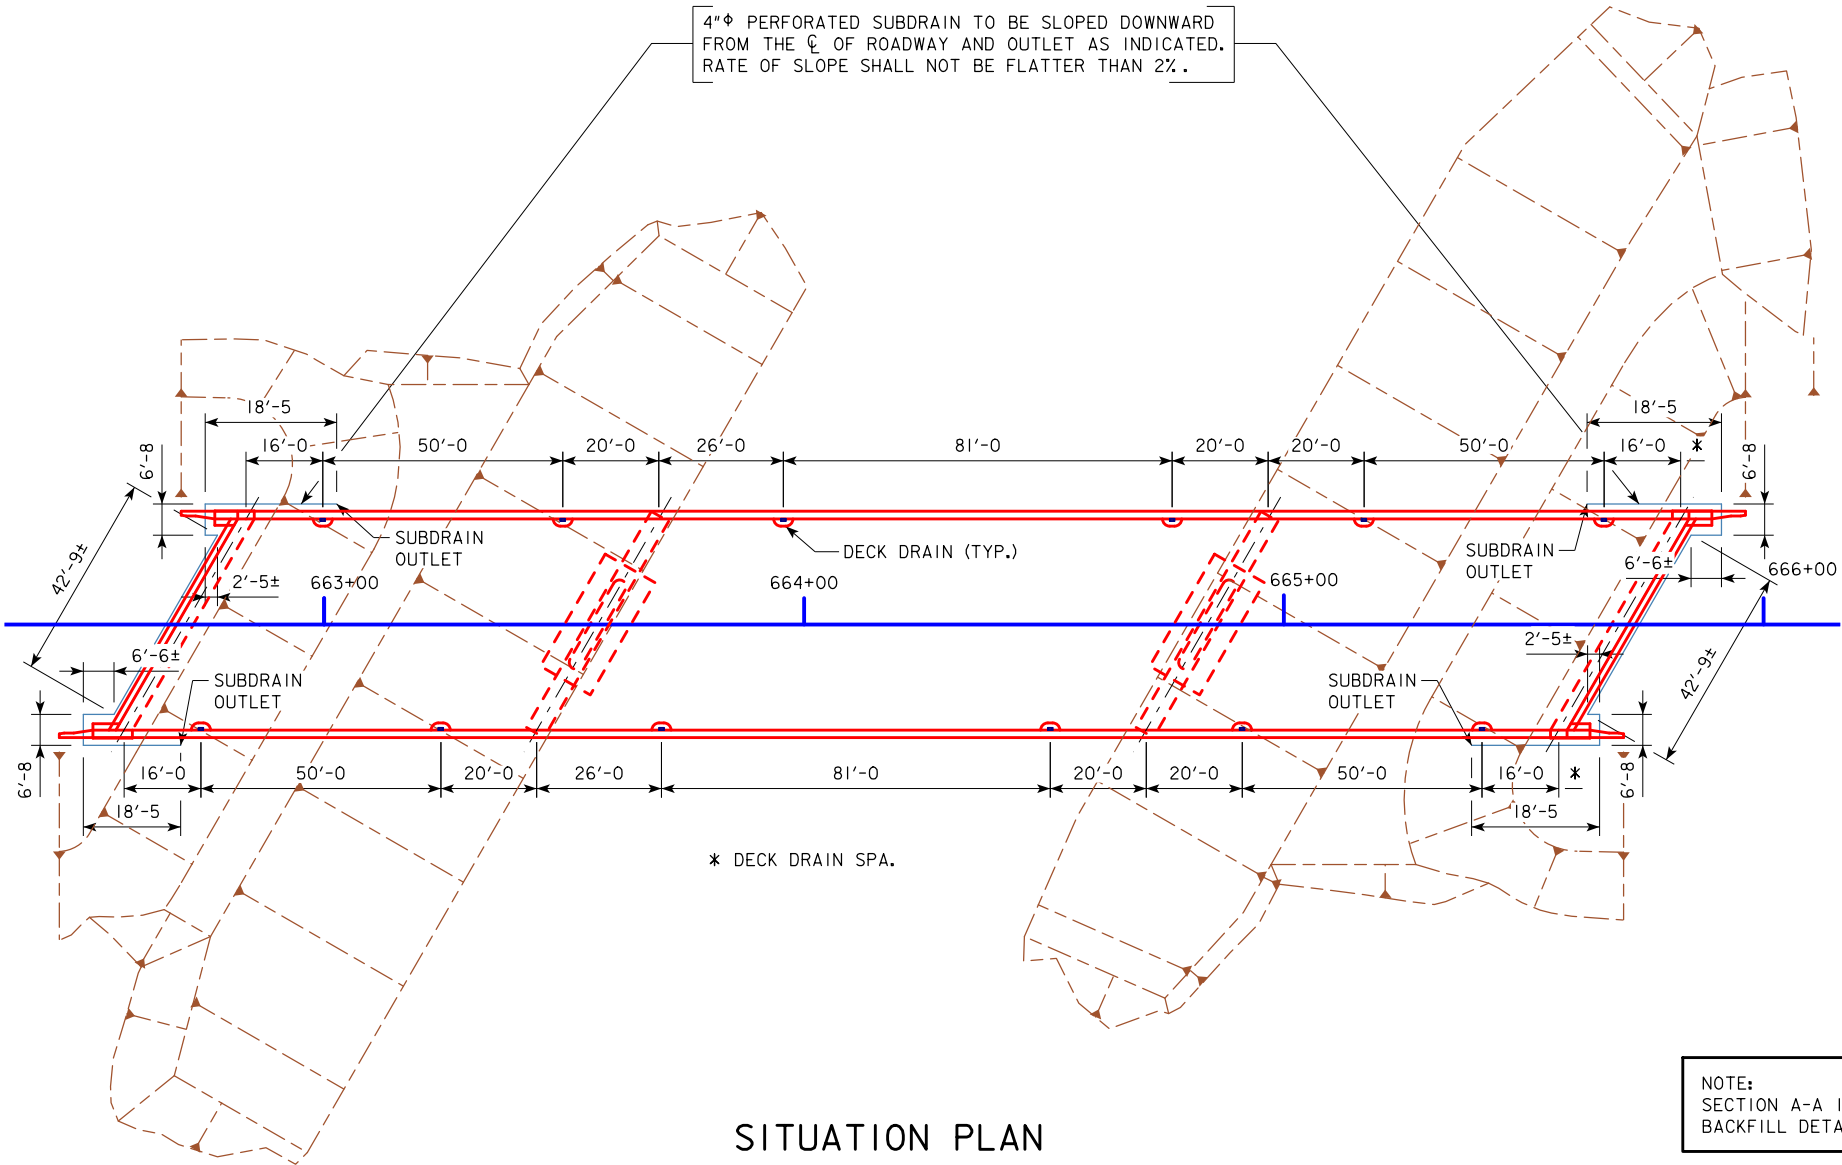 4"ϕ PERFORATED SUBDRAIN TO BE SLOPED DOWNWARD
FROM THE ℄ OF ROADWAY AND OUTLET AS INDICATED.
RATE OF SLOPE SHALL NOT BE FLATTER THAN 2%.
18'-5
18'-5
16'-0
50'-0
20'-0
26'-0
81'-0
20'-0
20'-0
50'-0
16'-0
*
6'-8
6'-8
SUBDRAIN
OUTLET
DECK DRAIN (TYP.)
SUBDRAIN
OUTLET
42'-9±
2'-5±
663+00
664+00
665+00
6'-6±
666+00
6'-6±
2'-5±
SUBDRAIN
OUTLET
SUBDRAIN
OUTLET
42'-9±
6'-8
16'-0
50'-0
20'-0
26'-0
81'-0
20'-0
20'-0
50'-0
16'-0
*
6'-8
18'-5
18'-5
* DECK DRAIN SPA.
SITUATION PLAN
NOTE:
SECTION A-A I
BACKFILL DETA